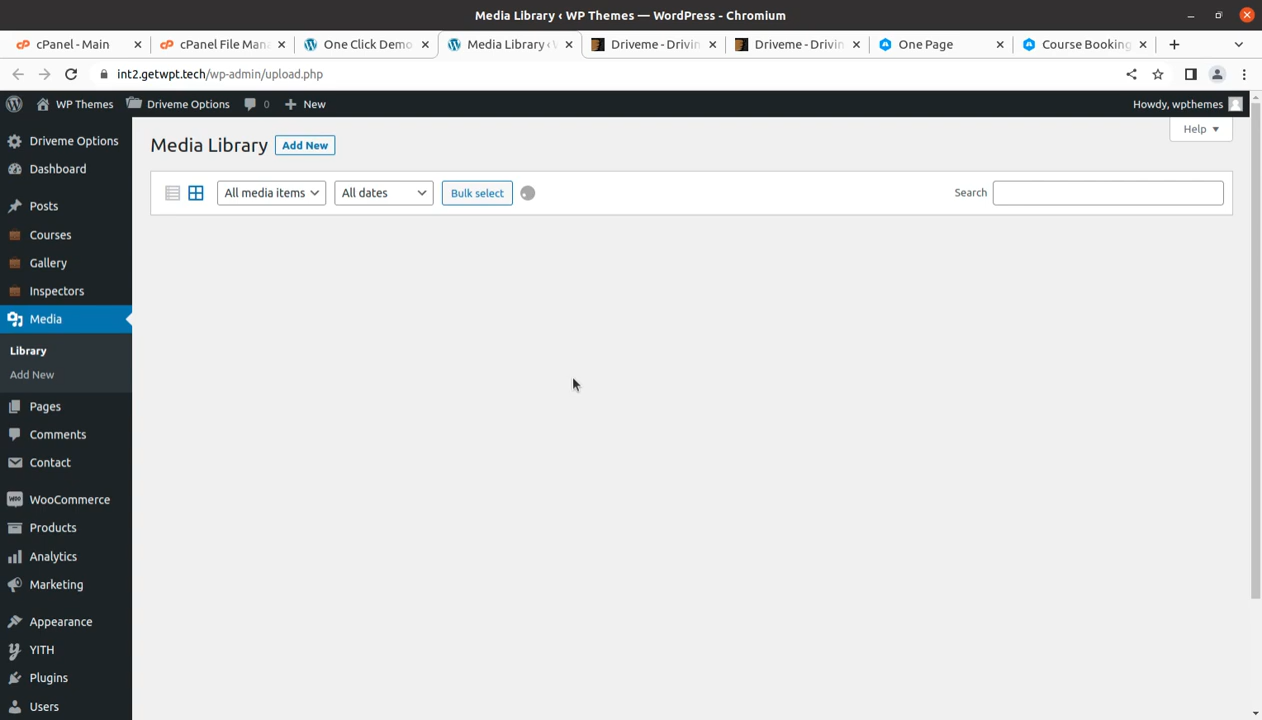 Media Library ‹ WP Themes — WordPress - Chromium
cPanel - Main
cPanel File Man
One Click Demo
Media Library ‹
Driveme - Drivin
Driveme - Drivin
One Page
Course Booking
int2.getwpt.tech/wp-admin/upload.php
WP Themes
Driveme Options
0
New
Howdy, wpthemes
Driveme Options
Dashboard
Posts
Courses
Gallery
Inspectors
Media
Library
Add New
Pages
Comments
Contact
WooCommerce
Products
Analytics
Marketing
Appearance
YITH
Plugins
Users
Help
Media Library
Add New
All media items
All dates
Bulk select
Search